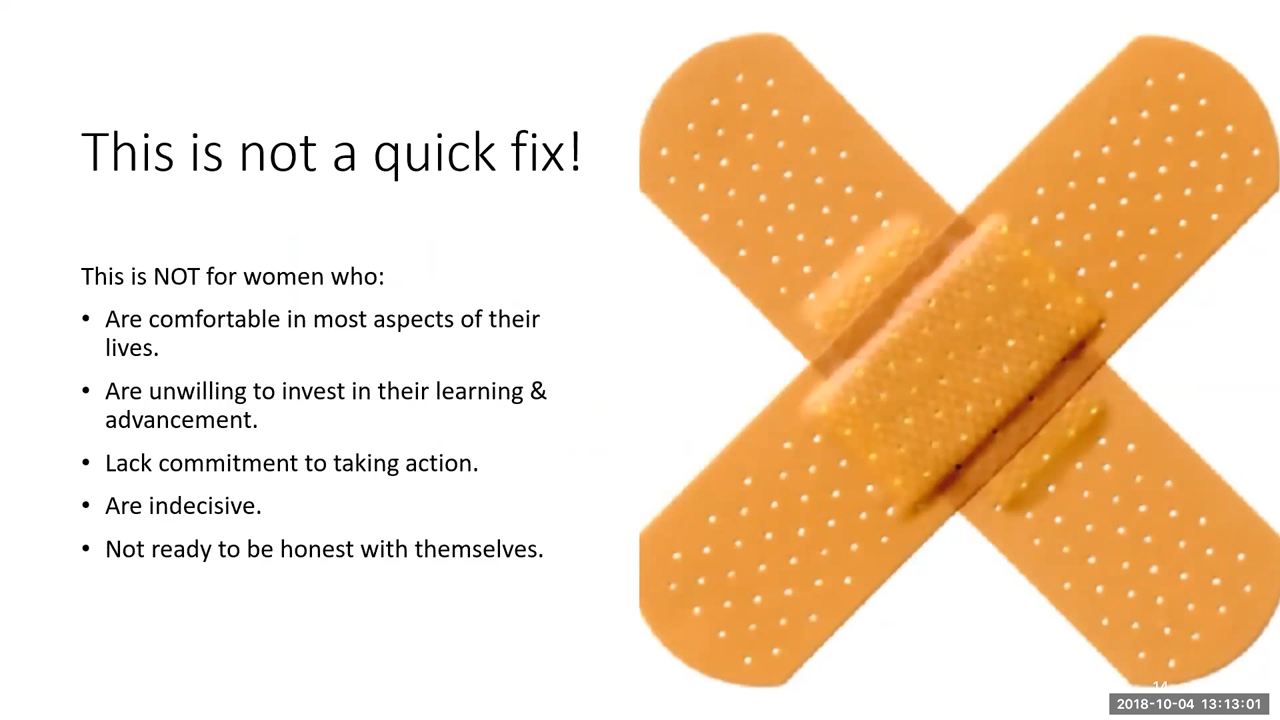 This is not a quick fix!
This is NOT for women who:
• Are comfortable in most aspects of their
lives.
• Are unwilling to invest in their learning &
advancement.
• Lack commitment to taking action.
• Are indecisive.
• Not ready to be honest with themselves.
14
2018-10-04 13:13:01